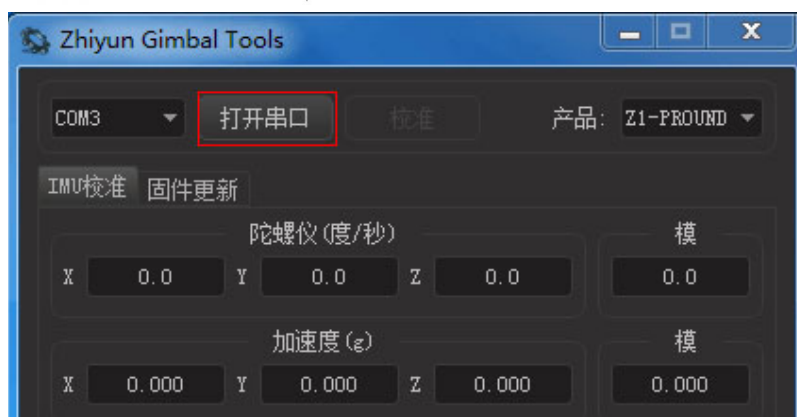 Zhiyun Gimbal Tools
COM3 打开串口 校准 产品: Z1-PROUND
IMU校准 固件更新
陀螺仪(度/秒) 模
X 0.0 Y 0.0 Z 0.0 0.0
加速度(g) 模
X 0.000 Y 0.000 Z 0.000 0.000